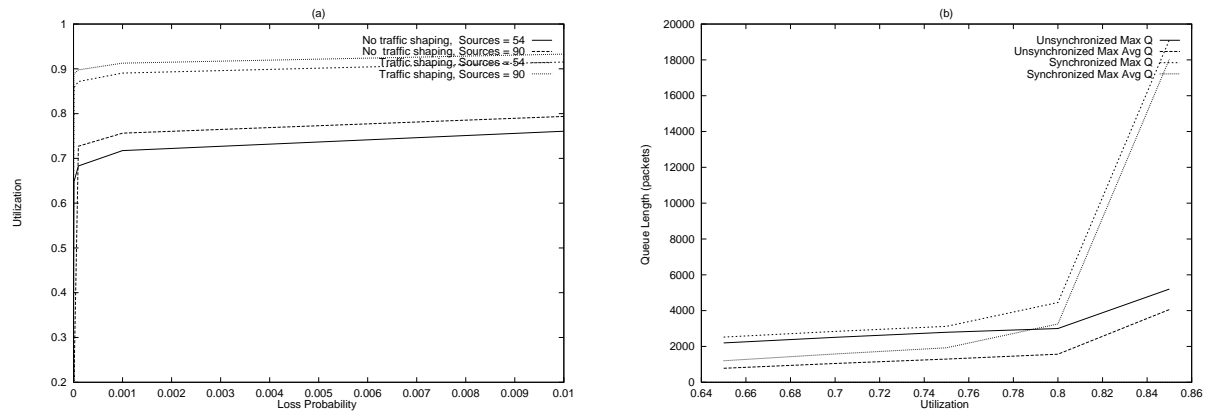 (a)
1
0.9
0.8
0.7
0.6
0.5
0.4
0.3
0.2
Utilization
No traffic shaping, Sources = 54
No traffic shaping, Sources = 90
Traffic shaping, Sources = 54
Traffic shaping, Sources = 90
0 0.001 0.002 0.003 0.004 0.005 0.006 0.007 0.008 0.009 0.01
Loss Probability
(b)
20000
18000
16000
14000
12000
10000
8000
6000
4000
2000
0
Queue Length (packets)
Unsynchronized Max Q
Unsynchronized Max Avg Q
Synchronized Max Q
Synchronized Max Avg Q
0.64 0.66 0.68 0.7 0.72 0.74 0.76 0.78 0.8 0.82 0.84 0.86
Utilization